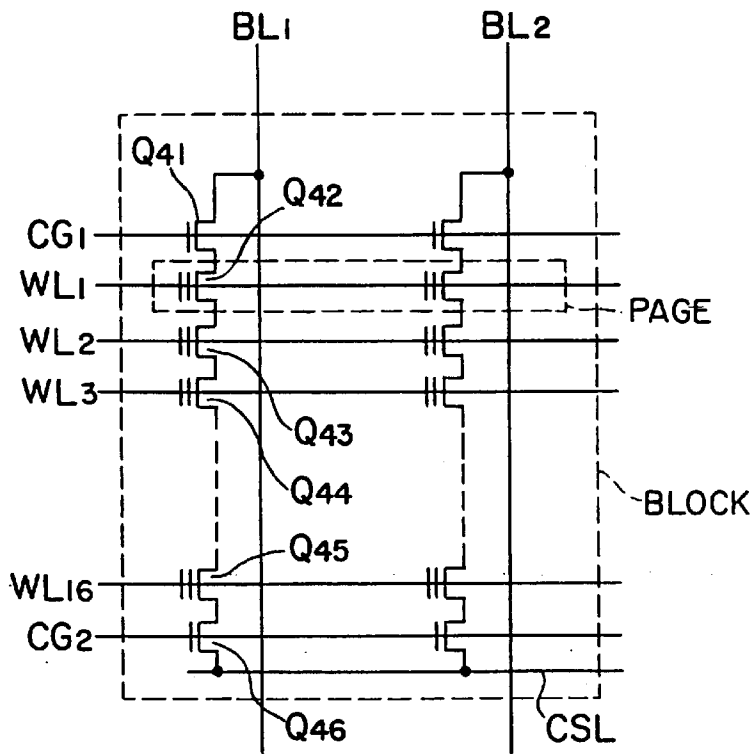 BL1 BL2
Q41
Q42
CG1
WL1
PAGE
WL2
WL3
Q43
Q44
BLOCK
Q45
WL16
CG2
Q46
CSL